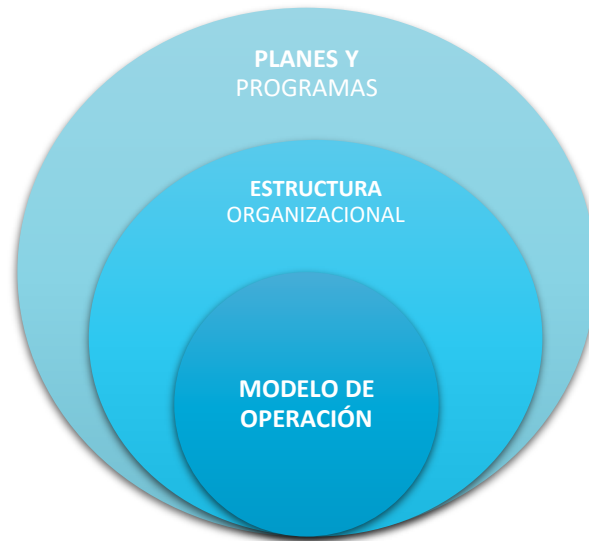 PLANES Y
PROGRAMAS
ESTRUCTURA
ORGANIZACIONAL
MODELO DE
OPERACIÓN